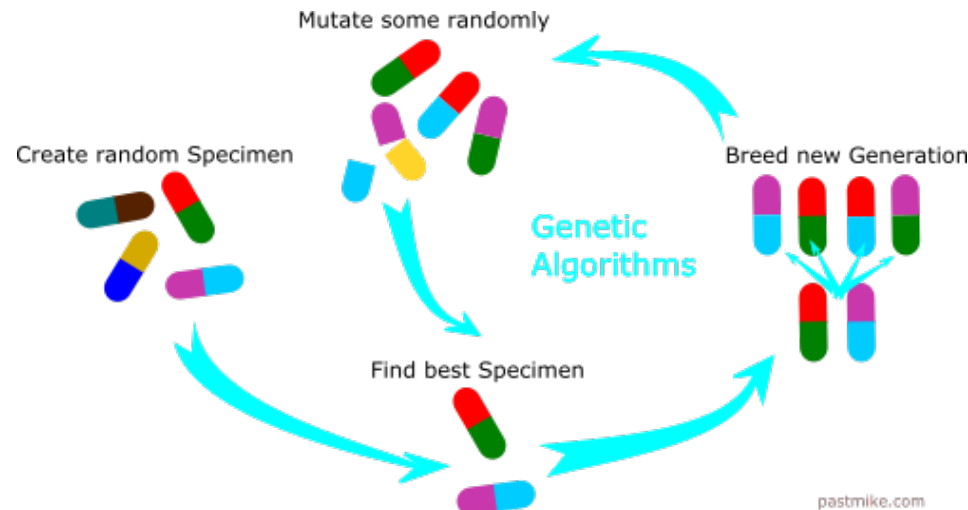 Mutate some randomly
Create random Specimen
Breed new Generation
Genetic
Algorithms
Find best Specimen
pastmike.com